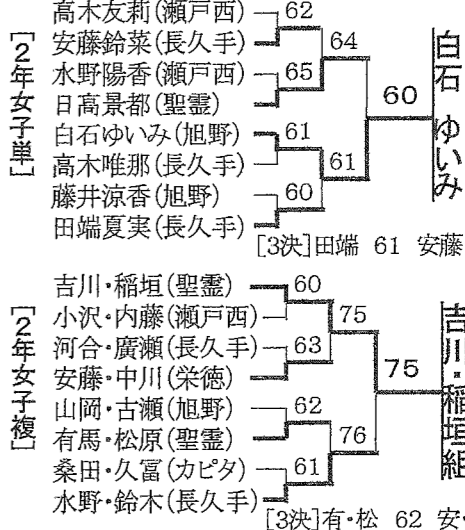 [2年女子単]
高木友莉(瀬戸西)
安藤鈴菜(長久手)
水野陽香(瀬戸西)
日高景都(聖霊)
白石ゆいみ(旭野)
高木唯那(長久手)
藤井涼香(旭野)
田端夏実(長久手)
62
65
61
60
64
61
60
白石 ゆいみ
[3決]田端 61 安藤
[2年女子複]
吉川・稲垣(聖霊)
小沢・内藤(瀬戸西)
河合・廣瀬(長久手)
安藤・中川(栄徳)
山岡・古瀬(旭野)
有馬・松原(聖霊)
桑田・久冨(カピタ)
水野・鈴木(長久手)
60
63
62
61
75
76
75
吉川・稲垣組
[3決]有・松 62 安・